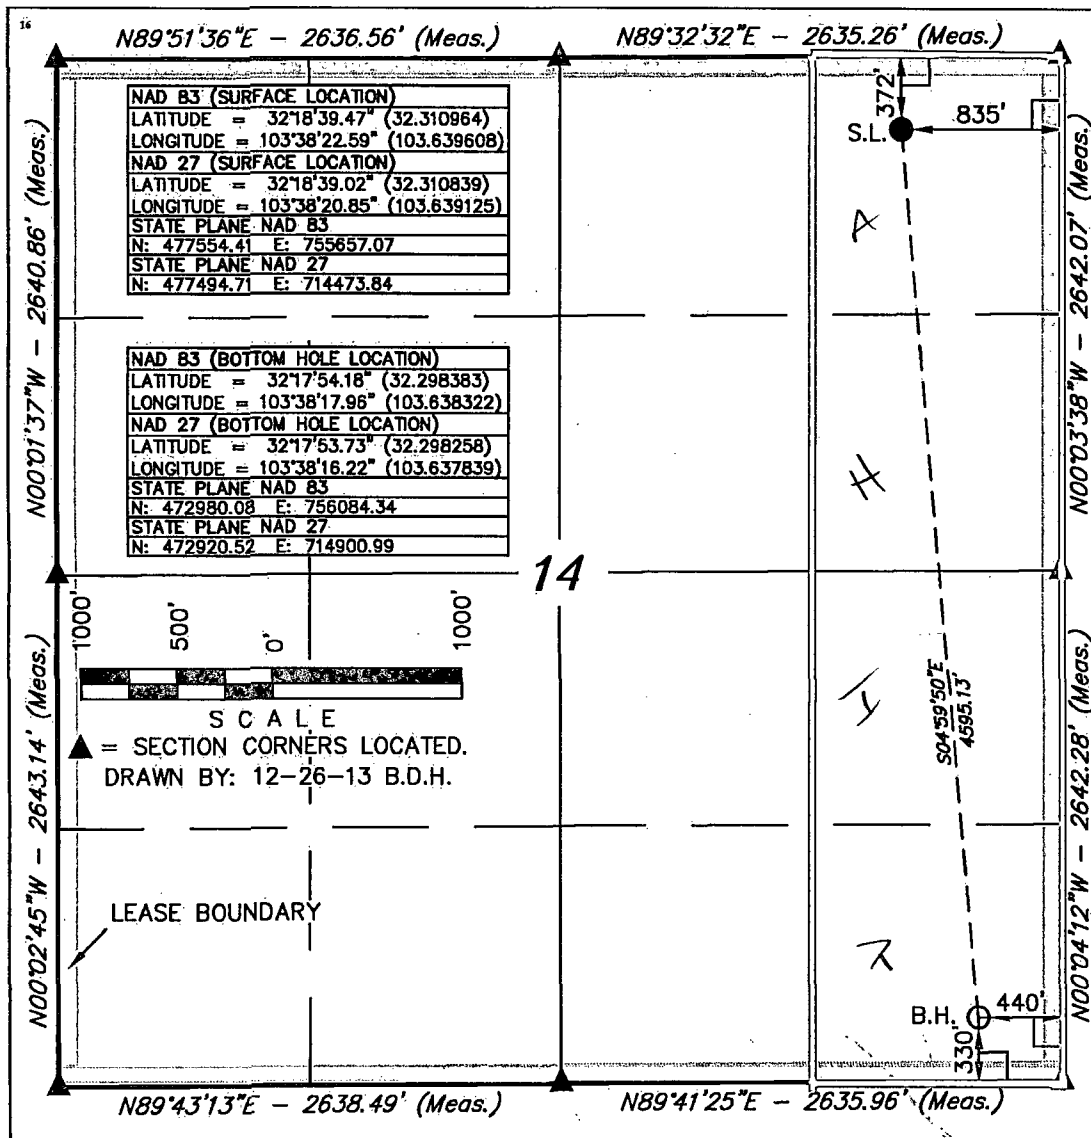 16
N89°51'36"E – 2636.56' (Meas.)
N89°32'32"E – 2635.26' (Meas.)
NAD 83 (SURFACE LOCATION)
LATITUDE = 32°18'39.47" (32.310964)
LONGITUDE = 103°38'22.59" (103.639608)
NAD 27 (SURFACE LOCATION)
LATITUDE = 32°18'39.02" (32.310839)
LONGITUDE = 103°38'20.85" (103.639125)
STATE PLANE NAD 83
N: 477554.41 E: 755657.07
STATE PLANE NAD 27
N: 477494.71 E: 714473.84
372'
835'
S.L.
N00°01'37"W – 2640.86' (Meas.)
N00°03'38"W – 2642.07' (Meas.)
A
NAD 83 (BOTTOM HOLE LOCATION)
LATITUDE = 32°17'54.18" (32.298383)
LONGITUDE = 103°38'17.96" (103.638322)
NAD 27 (BOTTOM HOLE LOCATION)
LATITUDE = 32°17'53.73" (32.298258)
LONGITUDE = 103°38'16.22" (103.637839)
STATE PLANE NAD 83
N: 472980.08 E: 756084.34
STATE PLANE NAD 27
N: 472920.52 E: 714900.99
H
14
1000'
500'
0'
1000'
SCALE
▲ = SECTION CORNERS LOCATED.
DRAWN BY: 12–26–13 B.D.H.
I
S04°59'50"E
4595.13'
N00°02'45"W – 2643.14' (Meas.)
N00°04'12"W – 2642.28' (Meas.)
LEASE BOUNDARY
B.H.
440'
330'
N89°43'13"E – 2638.49' (Meas.)
N89°41'25"E – 2635.96' (Meas.)